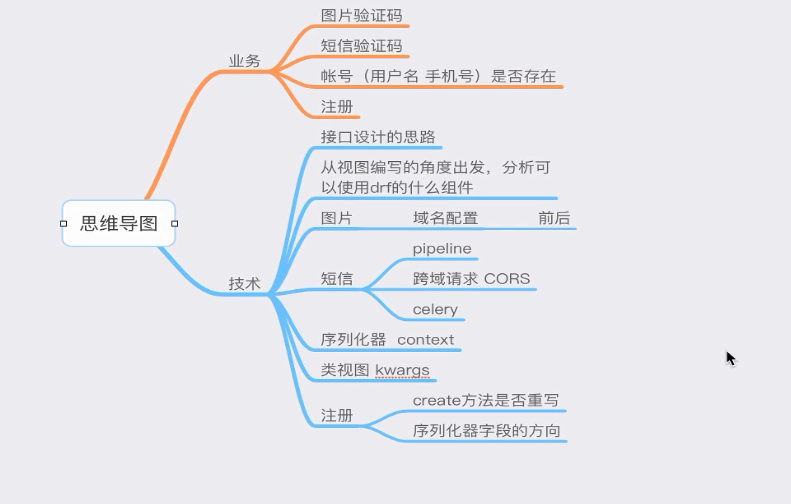 图片验证码
短信验证码
业务
帐号（用户名 手机号）是否存在
注册
接口设计的思路
从视图编写的角度出发，分析可
以使用drf的什么组件
思维导图
图片 域名配置 前后
pipeline
技术
短信 跨域请求 CORS
celery
序列化器 context
类视图 kwargs
create方法是否重写
注册
序列化器字段的方向